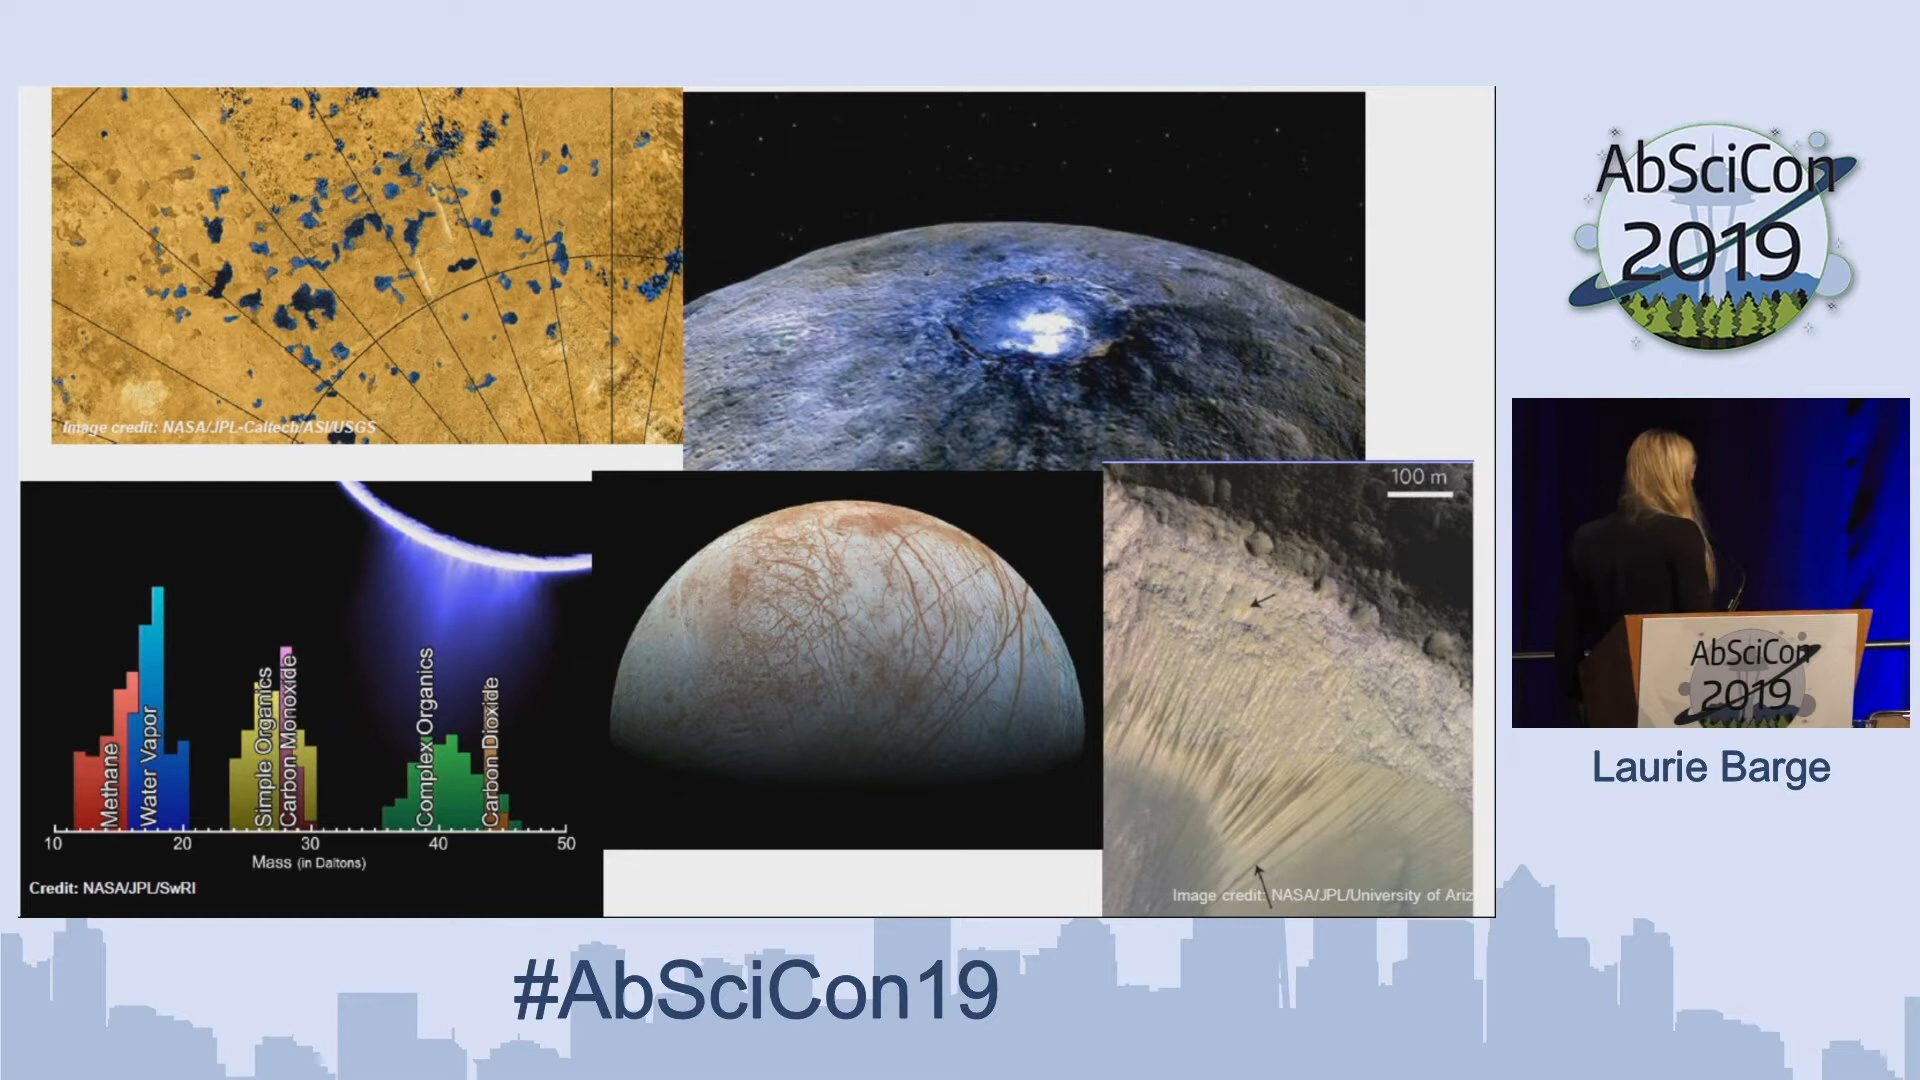 Image credit: NASA/JPL-Caltech/ASI/USGS
100 m
Methane
Water Vapor
Simple Organics
Carbon Monoxide
Complex Organics
Carbon Dioxide
10 20 30 40 50
Mass (in Daltons)
Credit: NASA/JPL/SwRI
Image credit: NASA/JPL/University of Ariz
AbSciCon
2019
AbSciCon
2019
Laurie Barge
#AbSciCon19